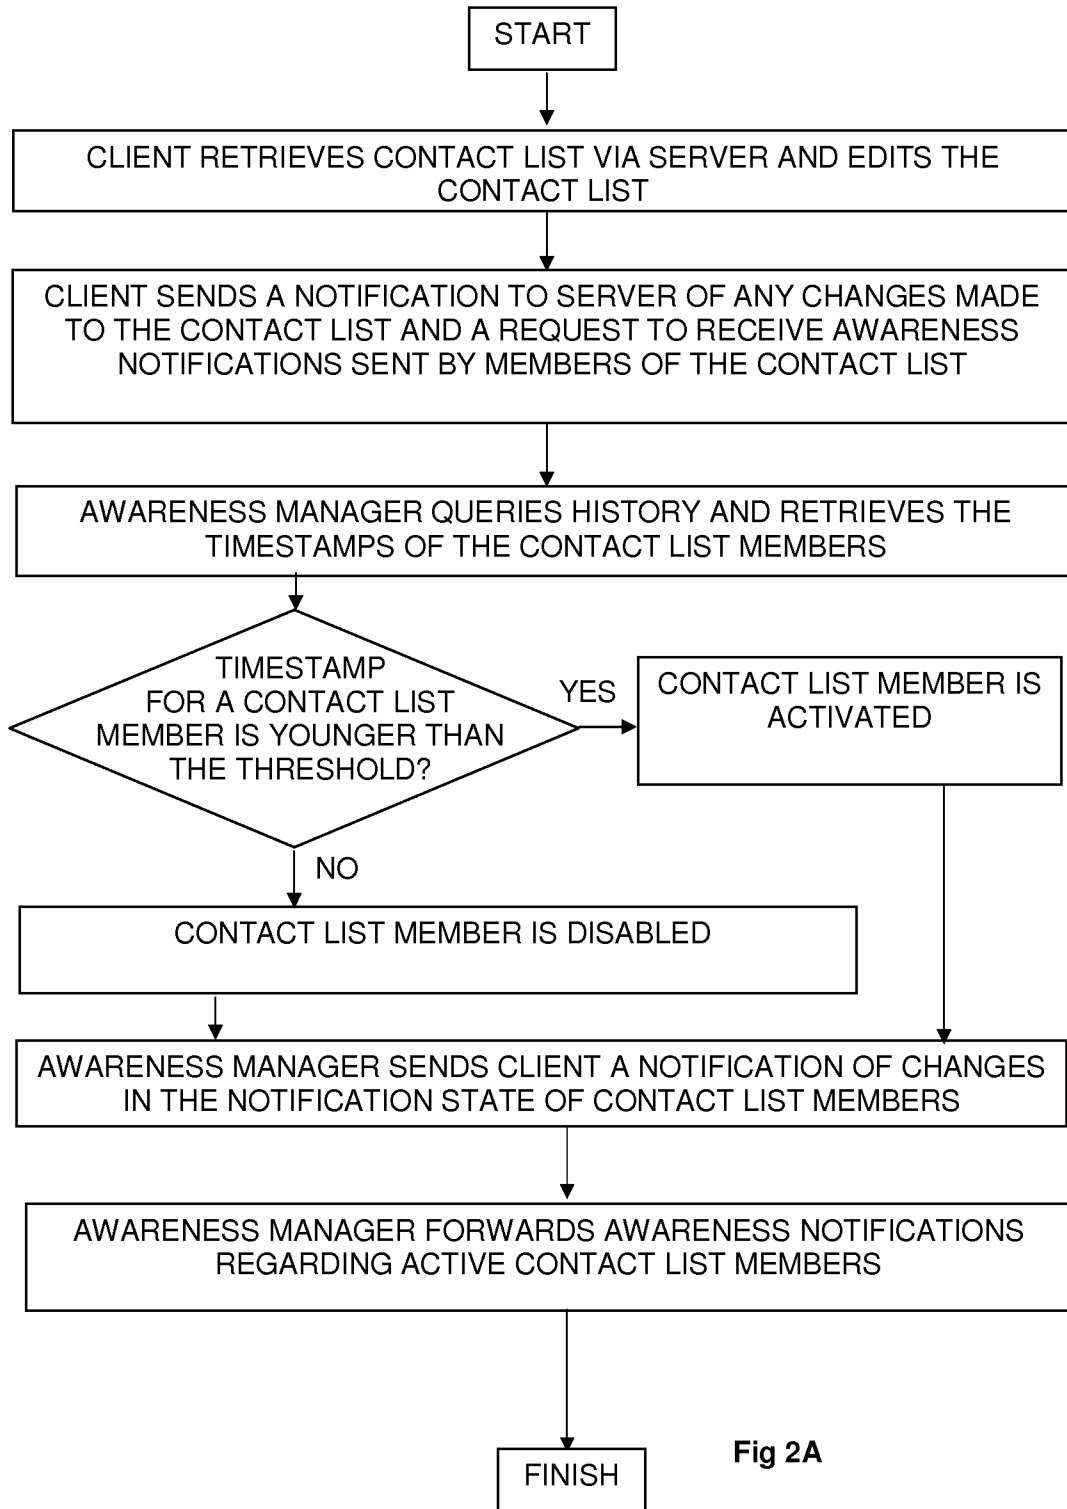 START
CLIENT RETRIEVES CONTACT LIST VIA SERVER AND EDITS THE
CONTACT LIST
CLIENT SENDS A NOTIFICATION TO SERVER OF ANY CHANGES MADE
TO THE CONTACT LIST AND A REQUEST TO RECEIVE AWARENESS
NOTIFICATIONS SENT BY MEMBERS OF THE CONTACT LIST
AWARENESS MANAGER QUERIES HISTORY AND RETRIEVES THE
TIMESTAMPS OF THE CONTACT LIST MEMBERS
TIMESTAMP
FOR A CONTACT LIST
MEMBER IS YOUNGER THAN
THE THRESHOLD?
YES
CONTACT LIST MEMBER IS
ACTIVATED
NO
CONTACT LIST MEMBER IS DISABLED
AWARENESS MANAGER SENDS CLIENT A NOTIFICATION OF CHANGES
IN THE NOTIFICATION STATE OF CONTACT LIST MEMBERS
AWARENESS MANAGER FORWARDS AWARENESS NOTIFICATIONS
REGARDING ACTIVE CONTACT LIST MEMBERS
FINISH
Fig 2A